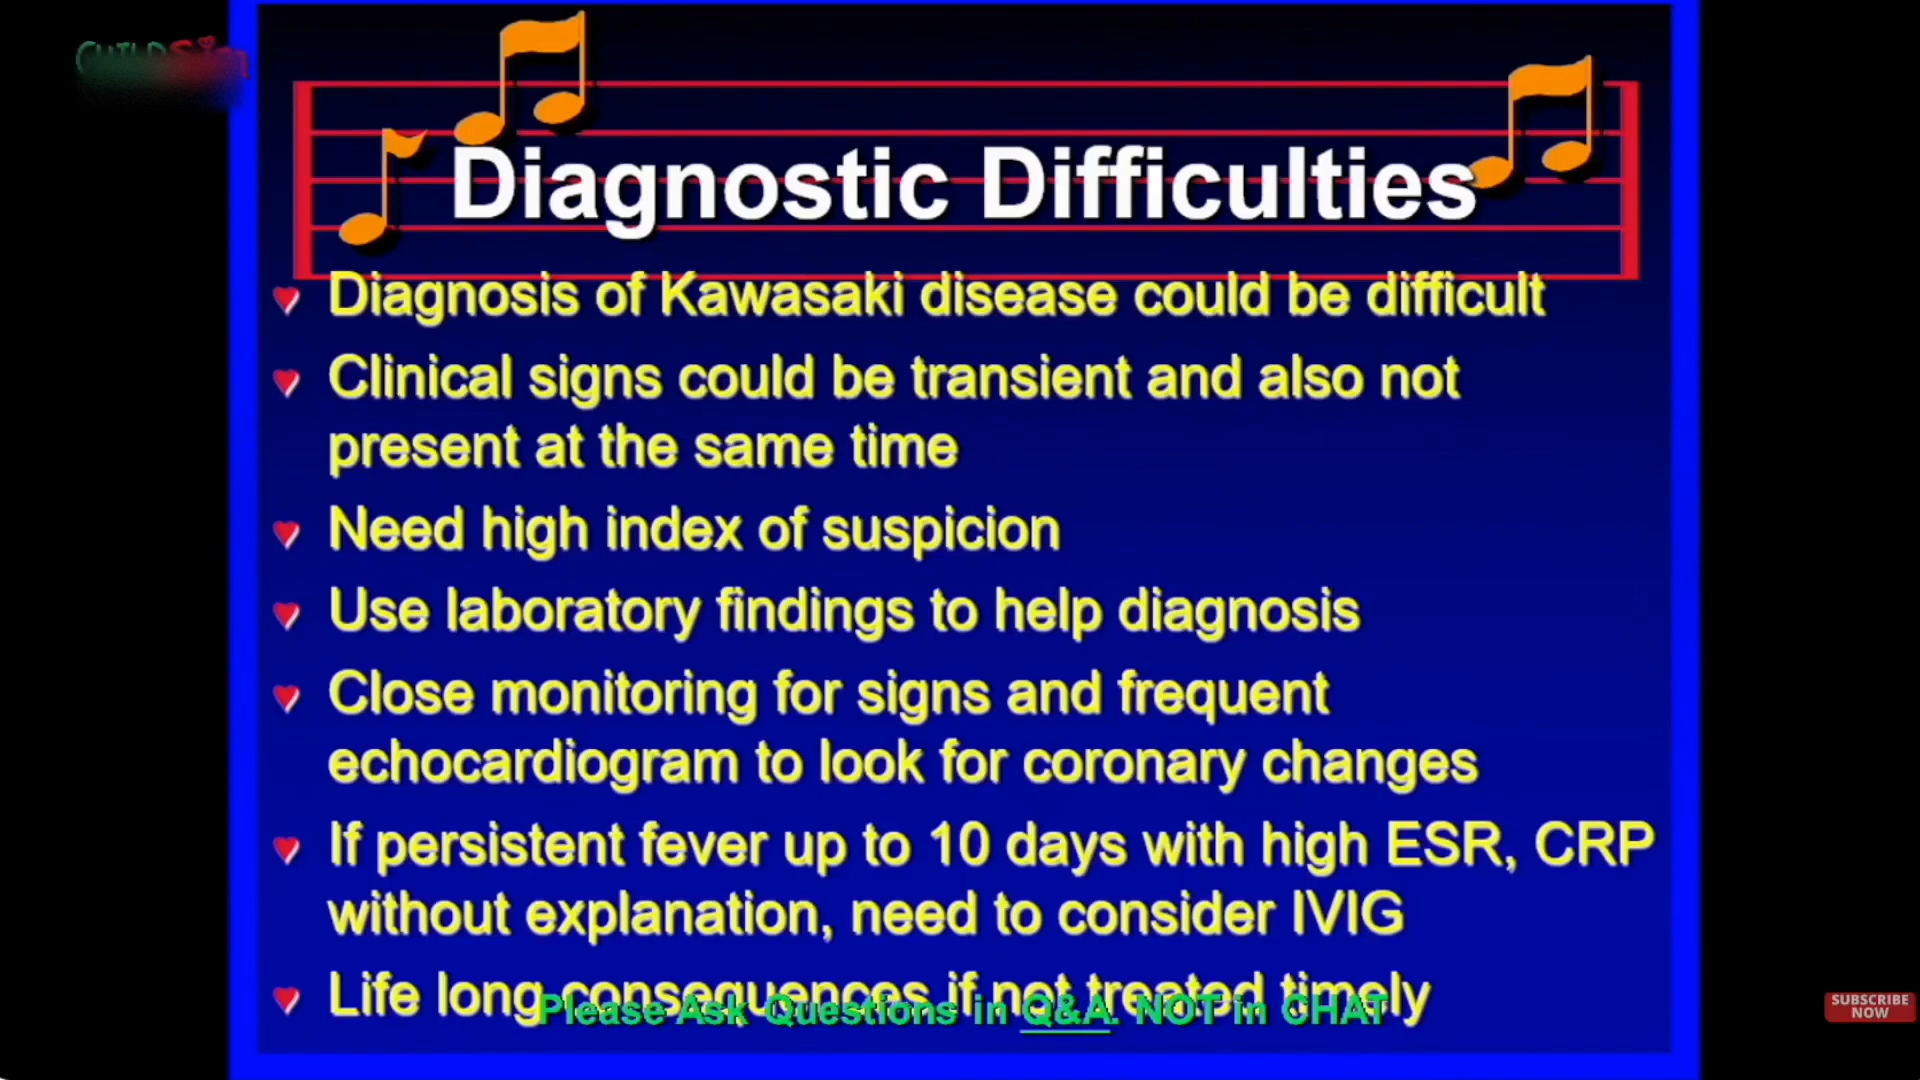 Diagnostic Difficulties
Diagnosis of Kawasaki disease could be difficult
Clinical signs could be transient and also not
present at the same time
Need high index of suspicion
Use laboratory findings to help diagnosis
Close monitoring for signs and frequent
echocardiogram to look for coronary changes
If persistent fever up to 10 days with high ESR, CRP
without explanation, need to consider IVIG
Life long consequences if not treated timely
Please Ask Questions in Q&A. NOT in CHAT
SUBSCRIBE
NOW